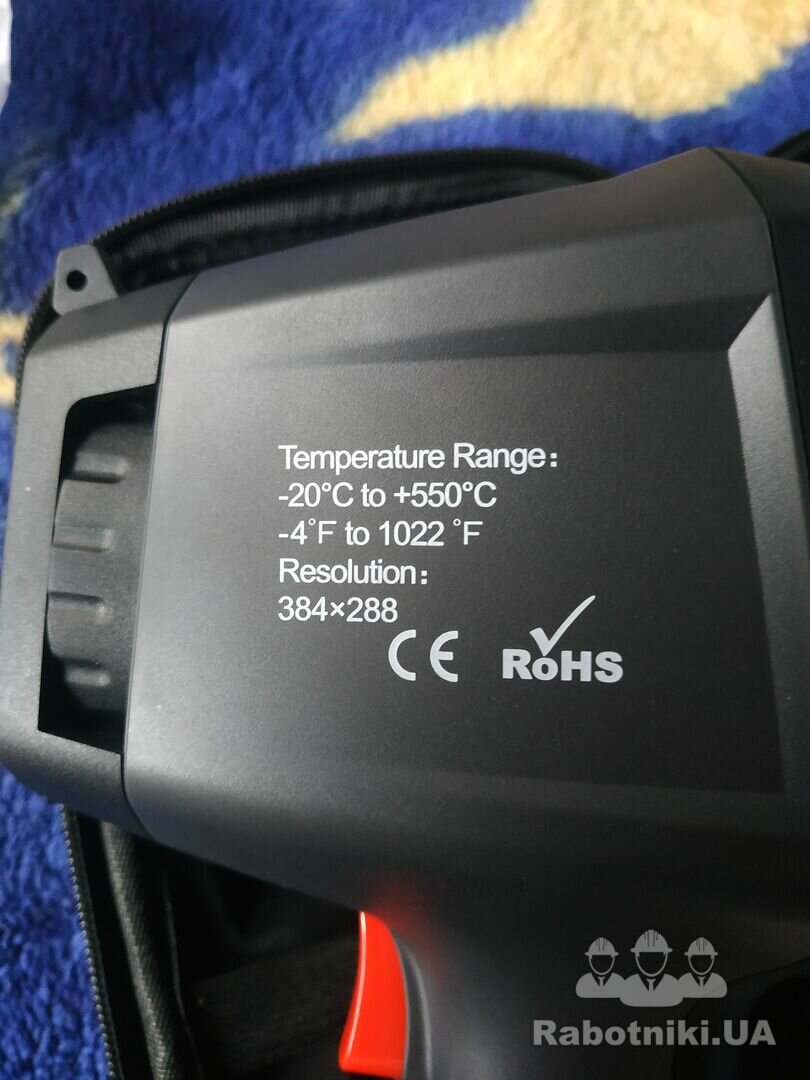 Temperature Range:
-20°C to +550°C
-4°F to 1022 °F
Resolution:
384×288
CE RoHS
Rabotniki.UA